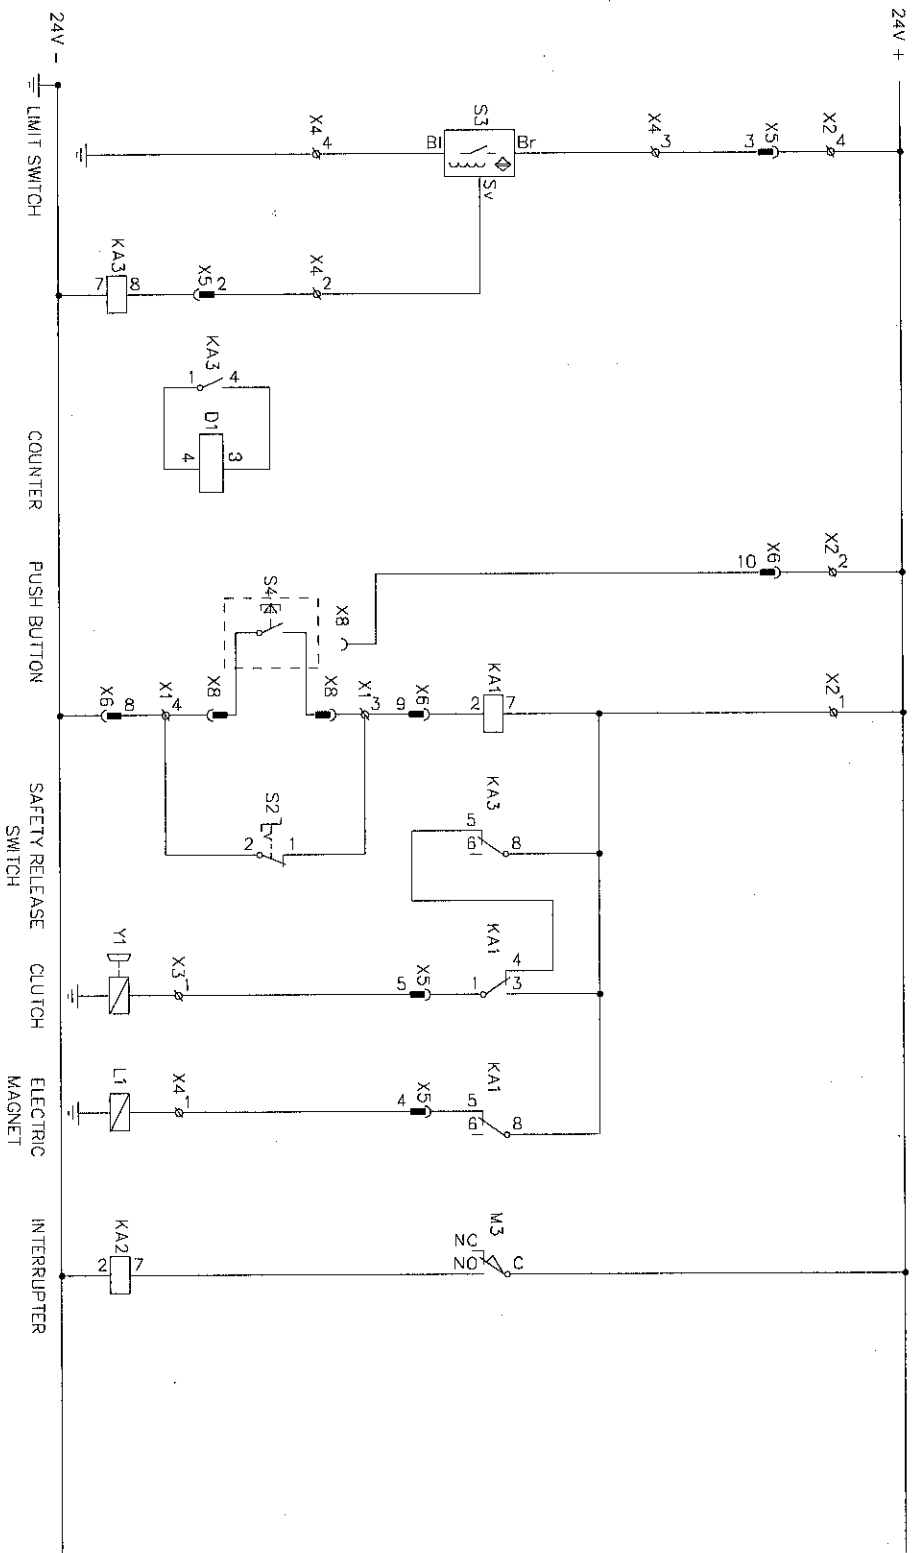 24V +
24V -
LIMIT SWITCH
X2 4
X5 3
X4 3
S3
Br
Bl
Sv
X4 4
X4 2
X5 2
KA3
8
7
KA3
4
1
D1
3
4
COUNTER
X2 2
X6
10
X8
S4
PUSH BUTTON
X2 1
KA1
7
2
X6
9
X1 3
X8
X8
X1 4
X6 8
S2
1
2
SAFETY RELEASE
SWITCH
KA3
5
6
8
KA1
4
3
1
X5
5
X3 1
Y1
CLUTCH
KA1
5
6
8
X5
4
X4 1
L1
ELECTRIC
MAGNET
M3
NC
NO
C
KA2
7
2
INTERRUPTER